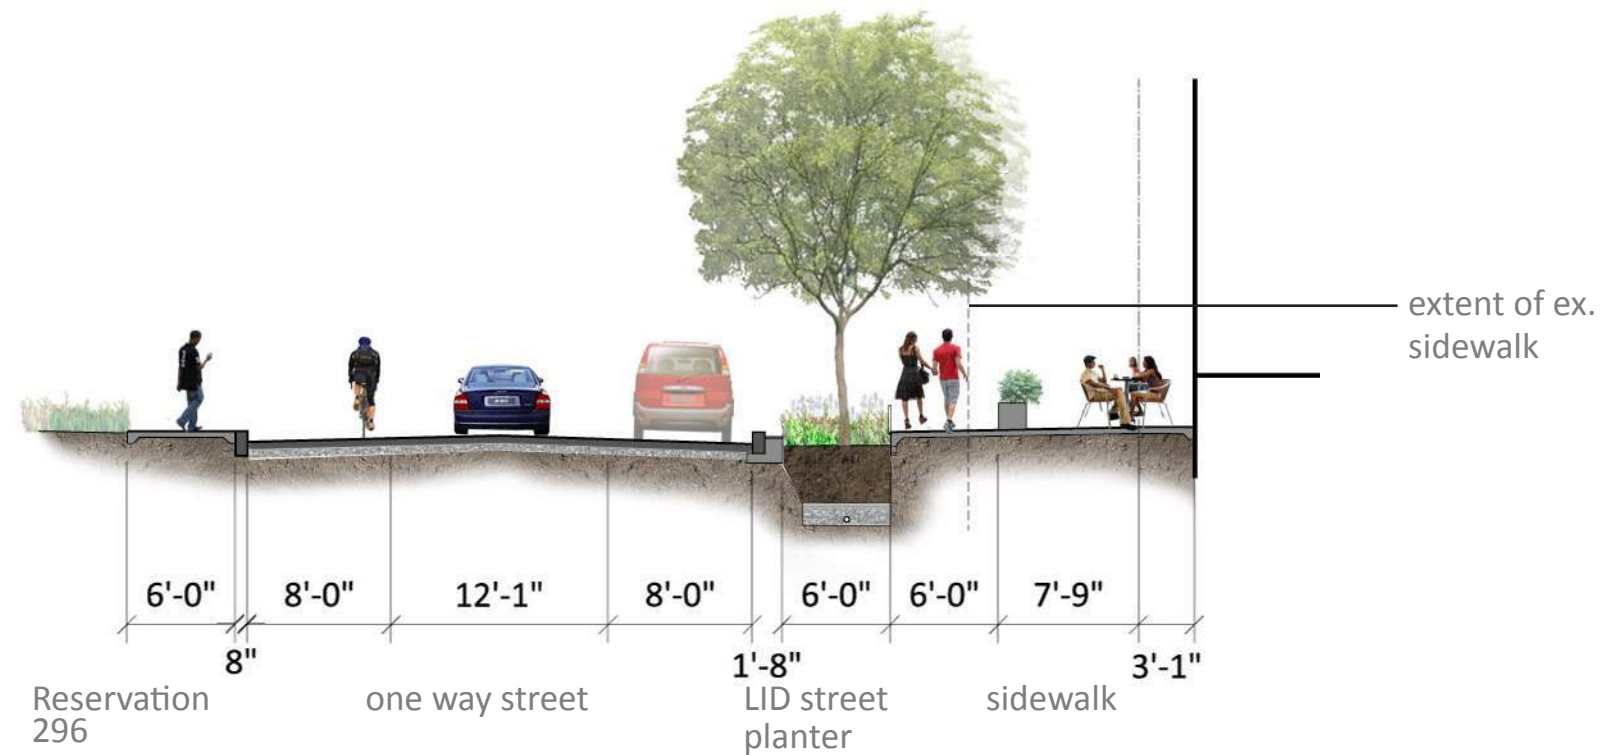 extent of ex.
sidewalk
6'-0" 8'-0" 12'-1" 8'-0" 6'-0" 6'-0" 7'-9"
8" 1'-8" 3'-1"
Reservation
296
one way street
LID street
planter
sidewalk